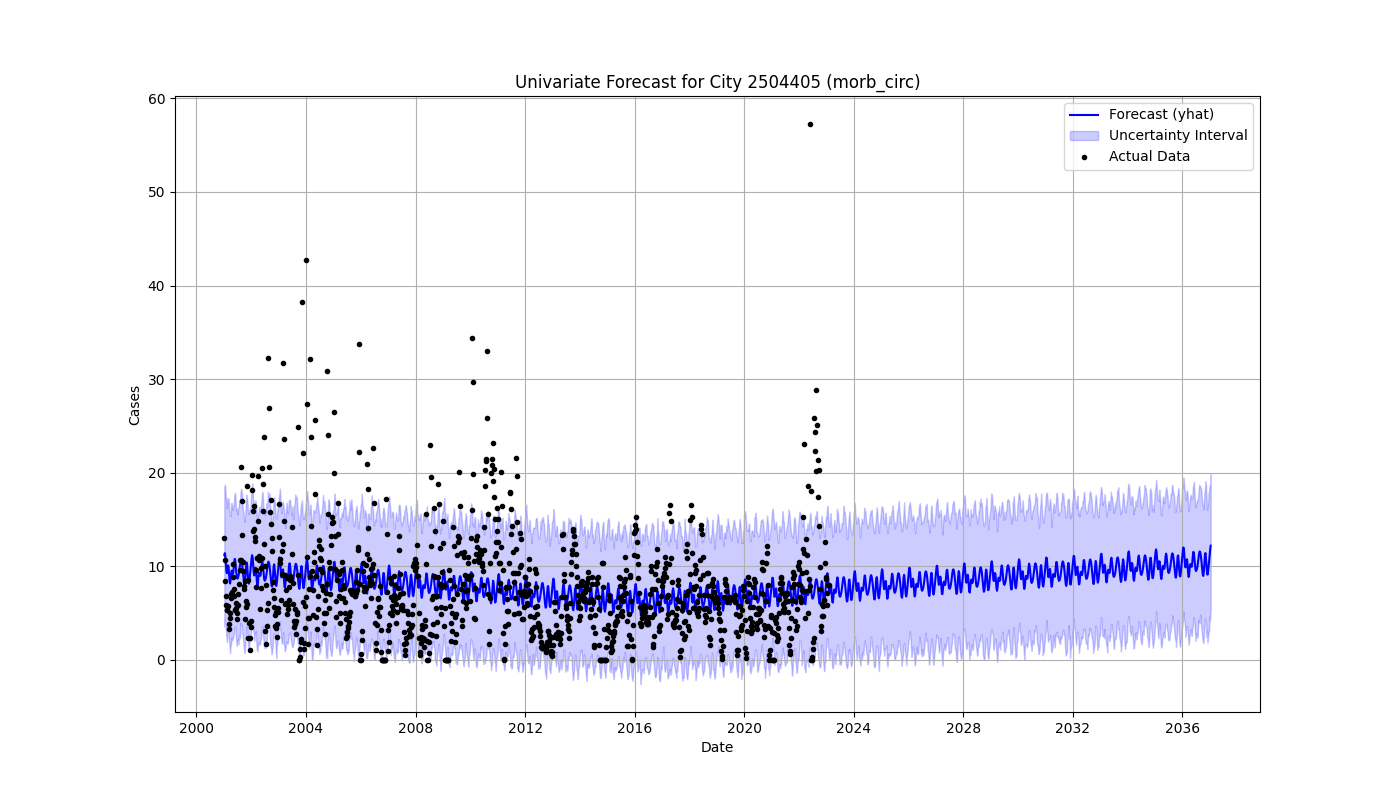 Univariate Forecast for City 2504405 (morb_circ)
Forecast (yhat)
Uncertainty Interval
Actual Data
Cases
60
50
40
30
20
10
0
2000
2004
2008
2012
2016
2020
2024
2028
2032
2036
Date